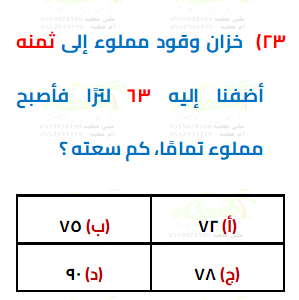 ٢٣) خزان وقود مملوء إلى ثمنه
أضفنا إليه ٦٣ لترًا فأصبح
مملوء تمامًا، كم سعته ؟
(أ) ٧٢ (ب) ٧٥
(ج) ٧٨ (د) ٩٠